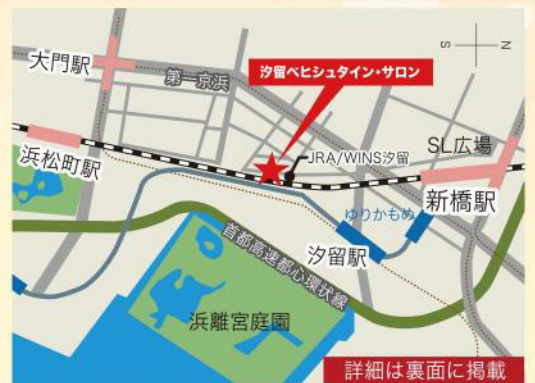 大門駅
第一京浜
汐留ベヒシュタイン・サロン
S
N
浜松町駅
JRA/WINS汐留
SL広場
新橋駅
ゆりかもめ
汐留駅
首都高速都心環状線
浜離宮庭園
詳細は裏面に掲載